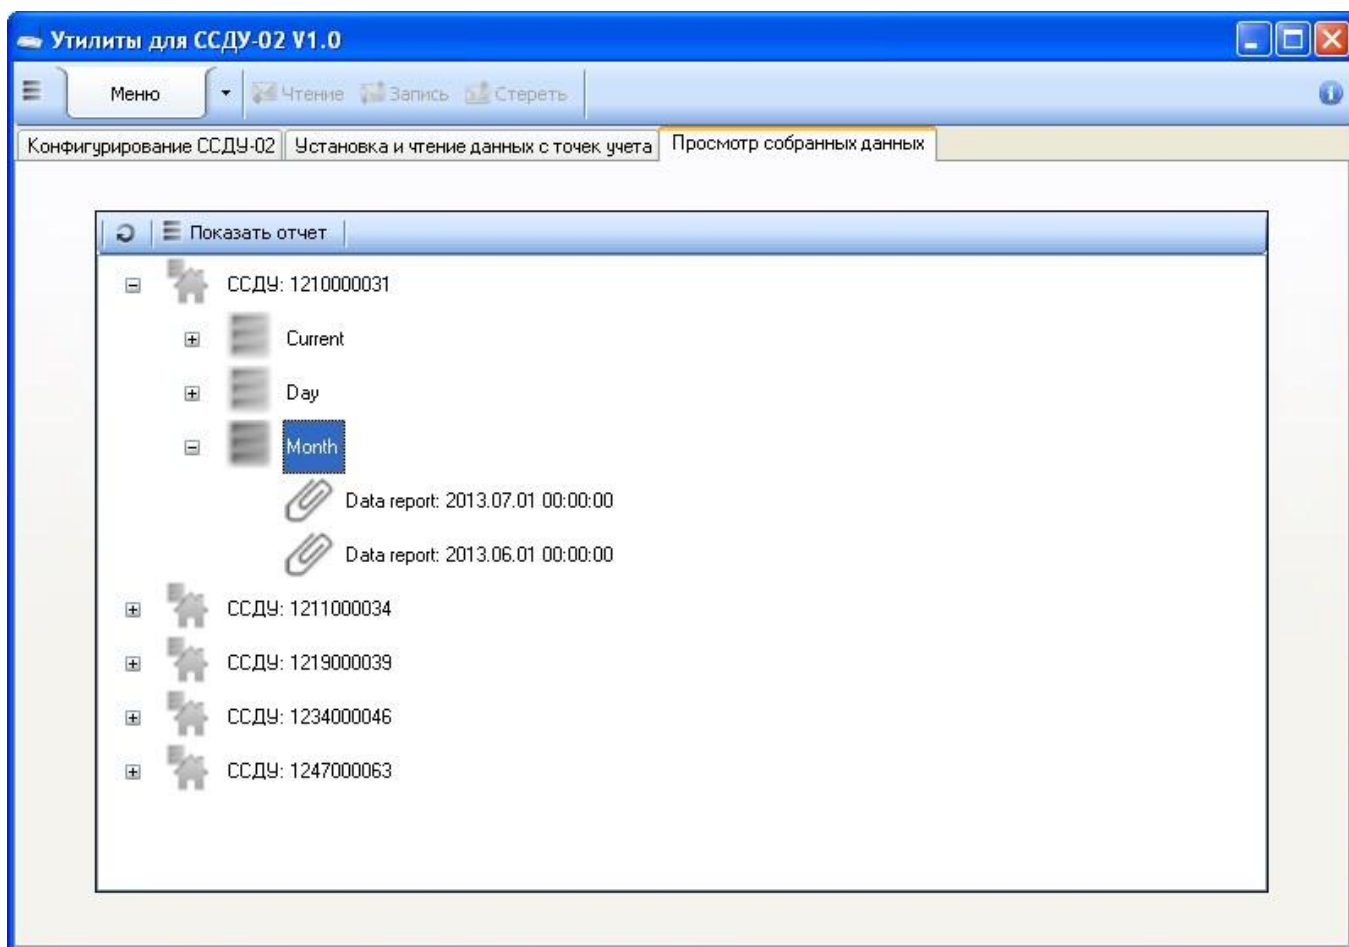 Утилиты для ССДУ-02 V1.0
Меню Чтение Запись Стереть
Конфигурирование ССДУ-02 Установка и чтение данных с точек учета Просмотр собранных данных
Показать отчет
ССДУ: 1210000031
Current
Day
Month
Data report: 2013.07.01 00:00:00
Data report: 2013.06.01 00:00:00
ССДУ: 1211000034
ССДУ: 1219000039
ССДУ: 1234000046
ССДУ: 1247000063